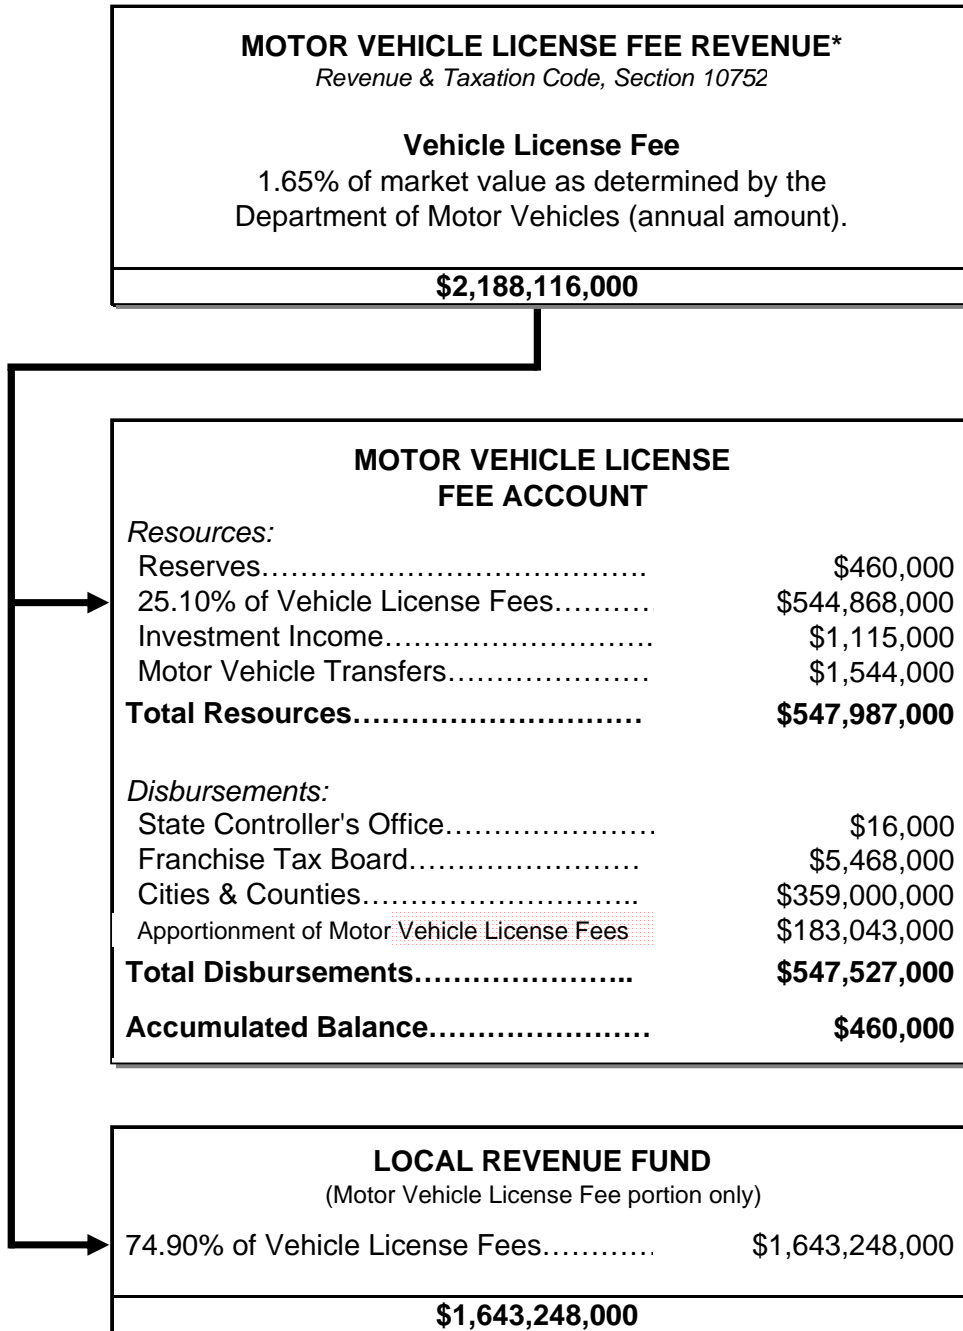 MOTOR VEHICLE LICENSE FEE REVENUE*
Revenue & Taxation Code, Section 10752
Vehicle License Fee
1.65% of market value as determined by the
Department of Motor Vehicles (annual amount).
$2,188,116,000
MOTOR VEHICLE LICENSE
FEE ACCOUNT
Resources:
Reserves…………………………………. $460,000
25.10% of Vehicle License Fees………. $544,868,000
Investment Income………………………. $1,115,000
Motor Vehicle Transfers………………… $1,544,000
Total Resources………………………… $547,987,000
Disbursements:
State Controller's Office…………………. $16,000
Franchise Tax Board…………………… $5,468,000
Cities & Counties……………………….. $359,000,000
Apportionment of Motor Vehicle License Fees $183,043,000
Total Disbursements………………….. $547,527,000
Accumulated Balance…………………… $460,000
LOCAL REVENUE FUND
(Motor Vehicle License Fee portion only)
74.90% of Vehicle License Fees………… $1,643,248,000
$1,643,248,000